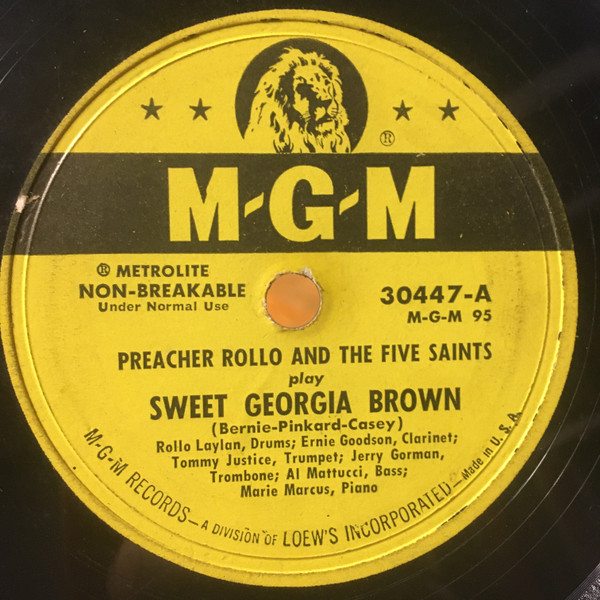 ®
M-G-M
® METROLITE
NON-BREAKABLE
Under Normal Use
30447-A
M-G-M 95
PREACHER ROLLO AND THE FIVE SAINTS
play
SWEET GEORGIA BROWN
(Bernie-Pinkard-Casey)
Rollo Laylan, Drums; Ernie Goodson, Clarinet;
Tommy Justice, Trumpet; Jerry Gorman,
Trombone; Al Mattucci, Bass;
Marie Marcus, Piano
M-G-M RECORDS—A DIVISION OF LOEW'S INCORPORATED—Made in U. S. A.